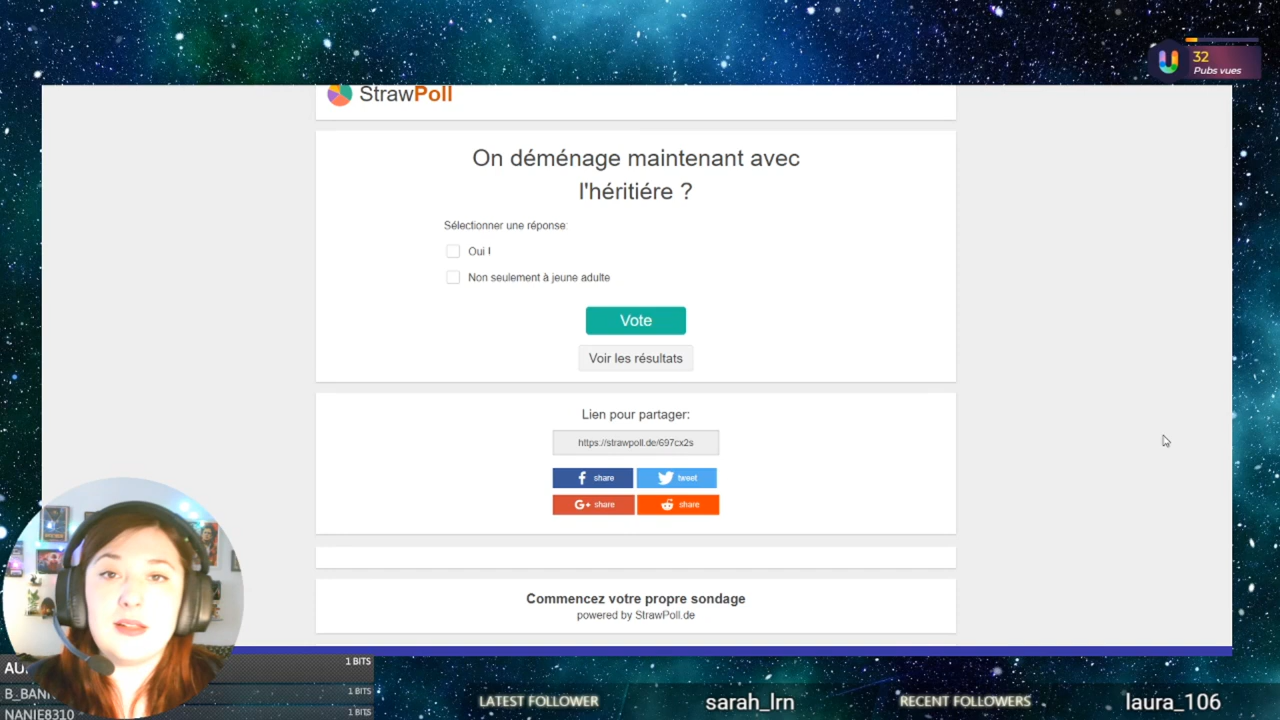 32
Pubs vues
StrawPoll
On déménage maintenant avec
l'héritiére ?
Sélectionner une réponse:
Oui !
Non seulement à jeune adulte
Vote
Voir les résultats
Lien pour partager:
https://strawpoll.de/697cx2s
share
tweet
G+ share
share
Commencez votre propre sondage
powered by StrawPoll.de
1 BITS
1 BITS
NANIE8310 1 BITS
LATEST FOLLOWER sarah_lrn RECENT FOLLOWERS laura_106